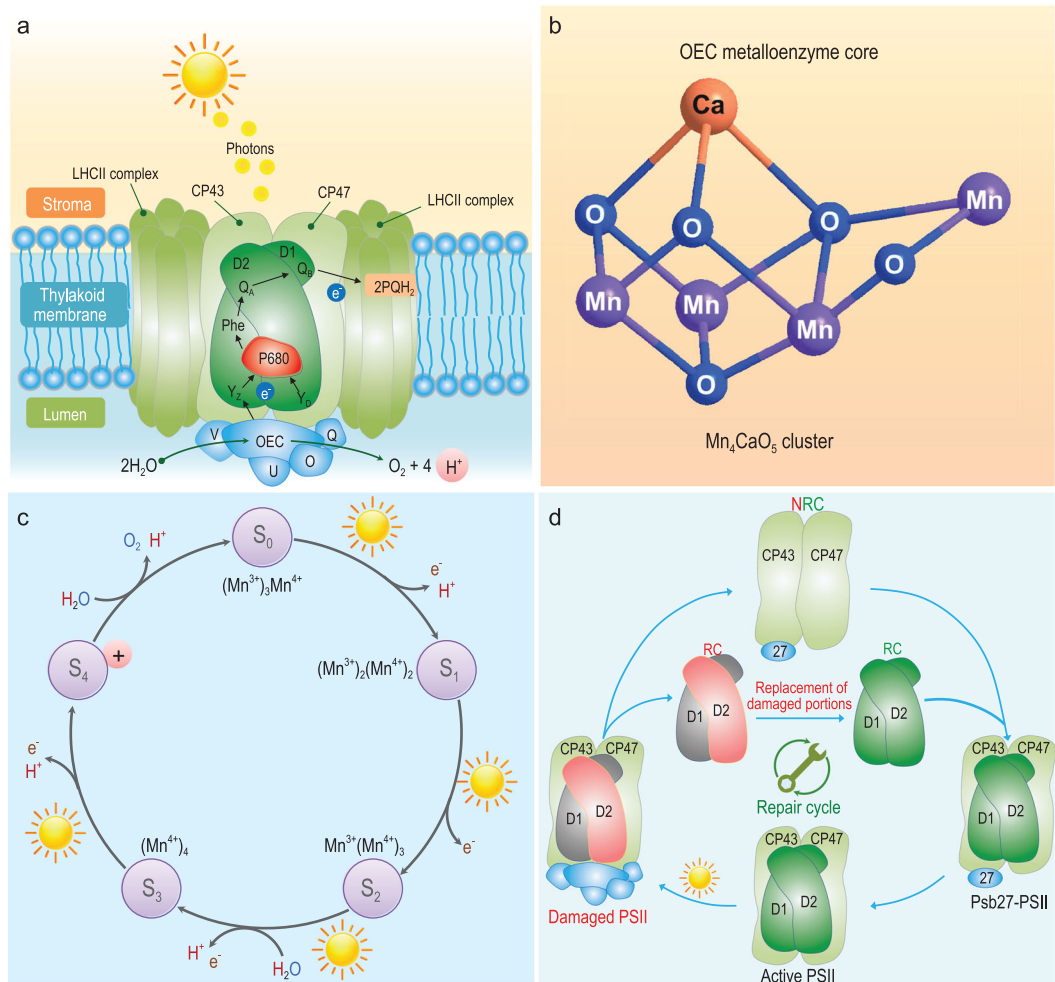 a
Photons
LHCII complex
CP43
CP47
LHCII complex
Stroma
D2
D1
Q_A
Q_B
e-
2PQH2
Thylakoid
membrane
Phe
P680
Y_Z
e-
Y_D
Lumen
V
OEC
Q
U
O
2H2O
O2 + 4 H+
b
OEC metalloenzyme core
Ca
O
O
O
Mn
O
Mn
Mn
Mn
O
Mn4CaO5 cluster
c
S0
(Mn3+)3Mn4+
O2 H+
H2O
e-
H+
S4
+
(Mn3+)2(Mn4+)2
S1
e-
H+
e-
(Mn4+)4
S3
Mn3+(Mn4+)3
S2
H+
e-
H2O
d
NRC
CP43
CP47
27
RC
D1
D2
Replacement of
damaged portions
RC
D1
D2
CP43 CP47
D1
D2
Damaged PSII
Repair cycle
CP43 CP47
D1
D2
27
Psb27-PSII
CP43 CP47
D1
D2
Active PSII